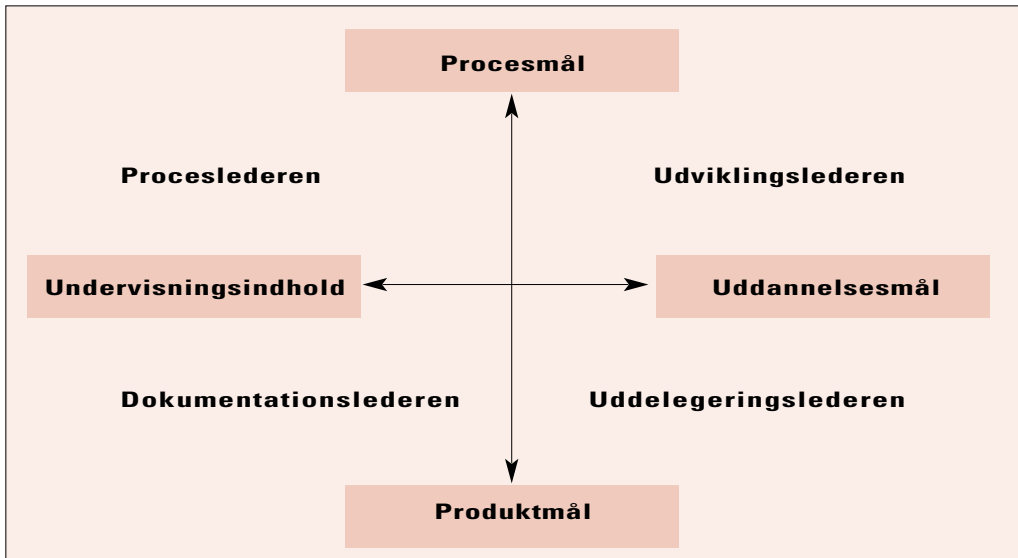 Procesmål
Proceslederen
Udviklingslederen
Undervisningsindhold
Uddannelsesmål
Dokumentationslederen
Uddelegeringslederen
Produktmål